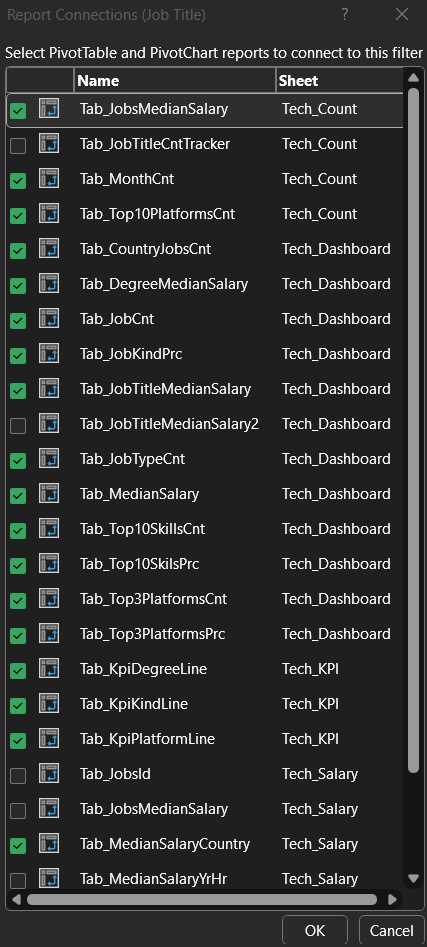 Report Connections (Job Title) ?
Select PivotTable and PivotChart reports to connect to this filter
Name Sheet
Tab_JobsMedianSalary Tech_Count
Tab_JobTitleCntTracker Tech_Count
Tab_MonthCnt Tech_Count
Tab_Top10PlatformsCnt Tech_Count
Tab_CountryJobsCnt Tech_Dashboard
Tab_DegreeMedianSalary Tech_Dashboard
Tab_JobCnt Tech_Dashboard
Tab_JobKindPrc Tech_Dashboard
Tab_JobTitleMedianSalary Tech_Dashboard
Tab_JobTitleMedianSalary2 Tech_Dashboard
Tab_JobTypeCnt Tech_Dashboard
Tab_MedianSalary Tech_Dashboard
Tab_Top10SkillsCnt Tech_Dashboard
Tab_Top10SkilsPrc Tech_Dashboard
Tab_Top3PlatformsCnt Tech_Dashboard
Tab_Top3PlatformsPrc Tech_Dashboard
Tab_KpiDegreeLine Tech_KPI
Tab_KpiKindLine Tech_KPI
Tab_KpiPlatformLine Tech_KPI
Tab_JobsId Tech_Salary
Tab_JobsMedianSalary Tech_Salary
Tab_MedianSalaryCountry Tech_Salary
Tab_MedianSalaryYrHr Tech_Salary
OK Cancel